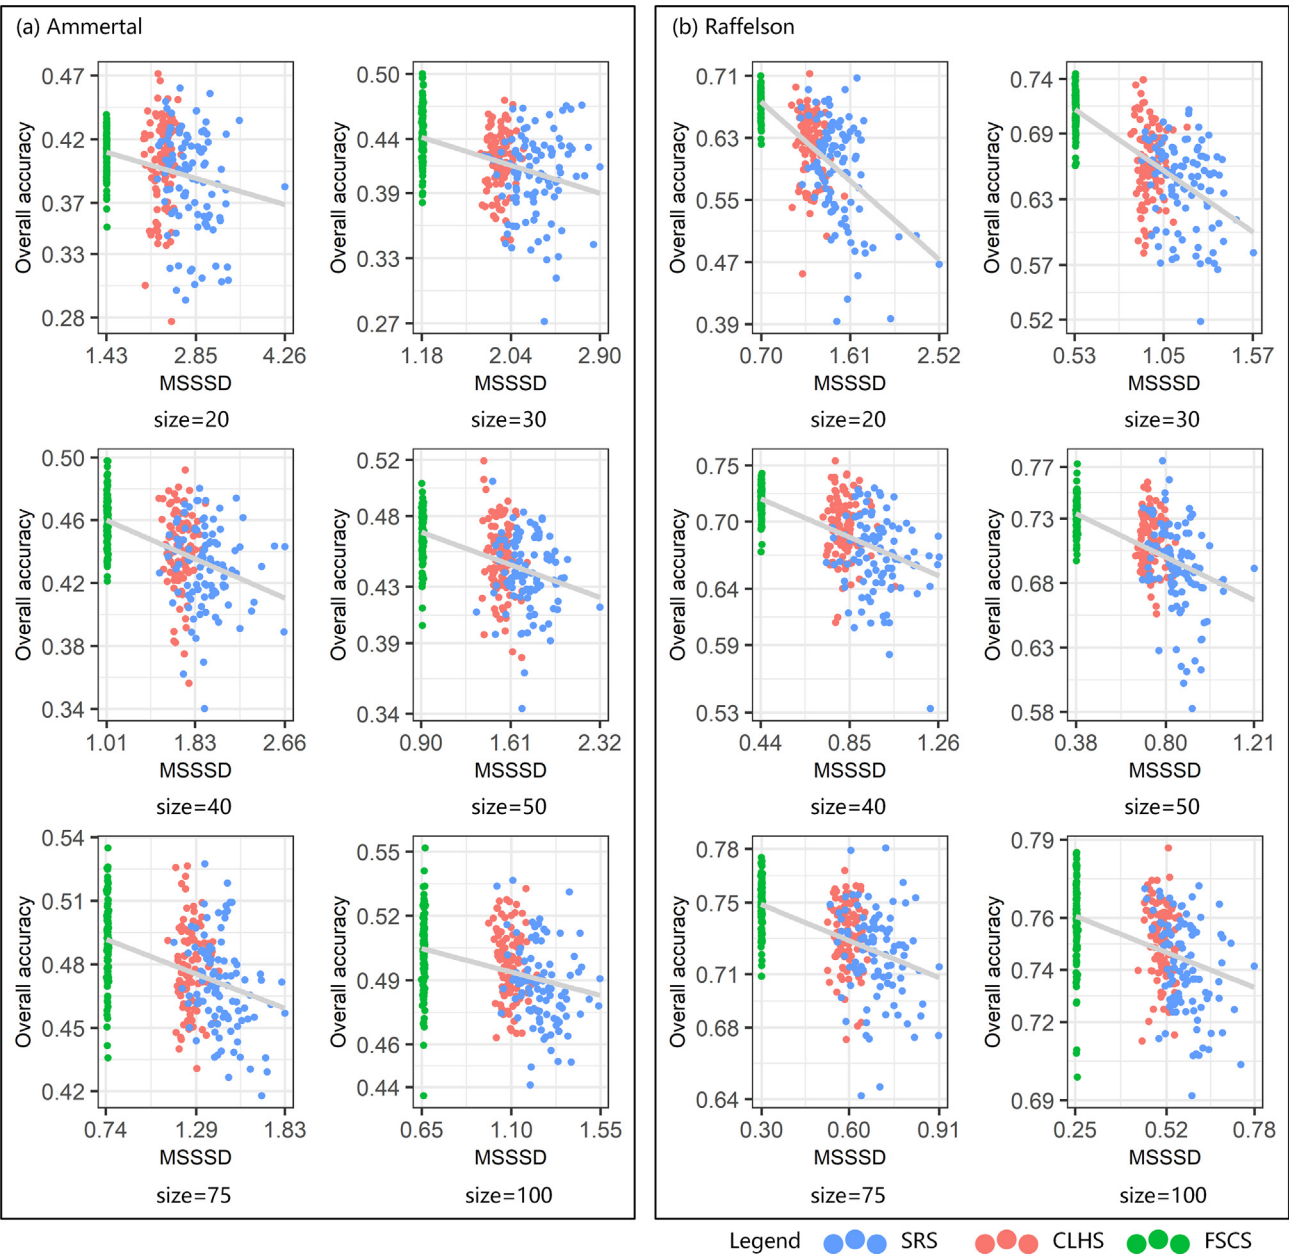 (a) Ammertal
Overall accuracy
0.47
0.42
0.37
0.33
0.28
1.43 2.85 4.26
MSSSD
size=20
Overall accuracy
0.50
0.44
0.39
0.33
0.27
1.18 2.04 2.90
MSSSD
size=30
Overall accuracy
0.50
0.46
0.42
0.38
0.34
1.01 1.83 2.66
MSSSD
size=40
Overall accuracy
0.52
0.48
0.43
0.39
0.34
0.90 1.61 2.32
MSSSD
size=50
Overall accuracy
0.54
0.51
0.48
0.45
0.42
0.74 1.29 1.83
MSSSD
size=75
Overall accuracy
0.55
0.52
0.49
0.46
0.44
0.65 1.10 1.55
MSSSD
size=100
(b) Raffelson
Overall accuracy
0.71
0.63
0.55
0.47
0.39
0.70 1.61 2.52
MSSSD
size=20
Overall accuracy
0.74
0.69
0.63
0.57
0.52
0.53 1.05 1.57
MSSSD
size=30
Overall accuracy
0.75
0.70
0.64
0.59
0.53
0.44 0.85 1.26
MSSSD
size=40
Overall accuracy
0.77
0.73
0.68
0.63
0.58
0.38 0.80 1.21
MSSSD
size=50
Overall accuracy
0.78
0.75
0.71
0.68
0.64
0.30 0.60 0.91
MSSSD
size=75
Overall accuracy
0.79
0.76
0.74
0.72
0.69
0.25 0.52 0.78
MSSSD
size=100
Legend SRS CLHS FSCS